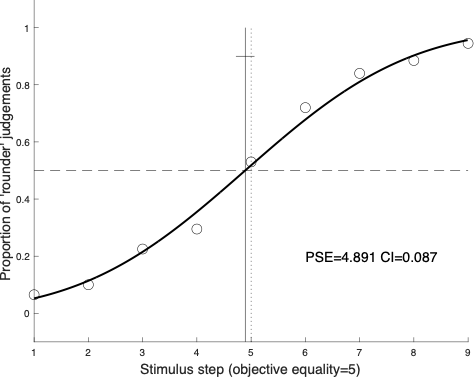 Proportion of 'rounder' judgements
1
0.8
0.6
0.4
0.2
0
PSE=4.891 CI=0.087
1 2 3 4 5 6 7 8 9
Stimulus step (objective equality=5)